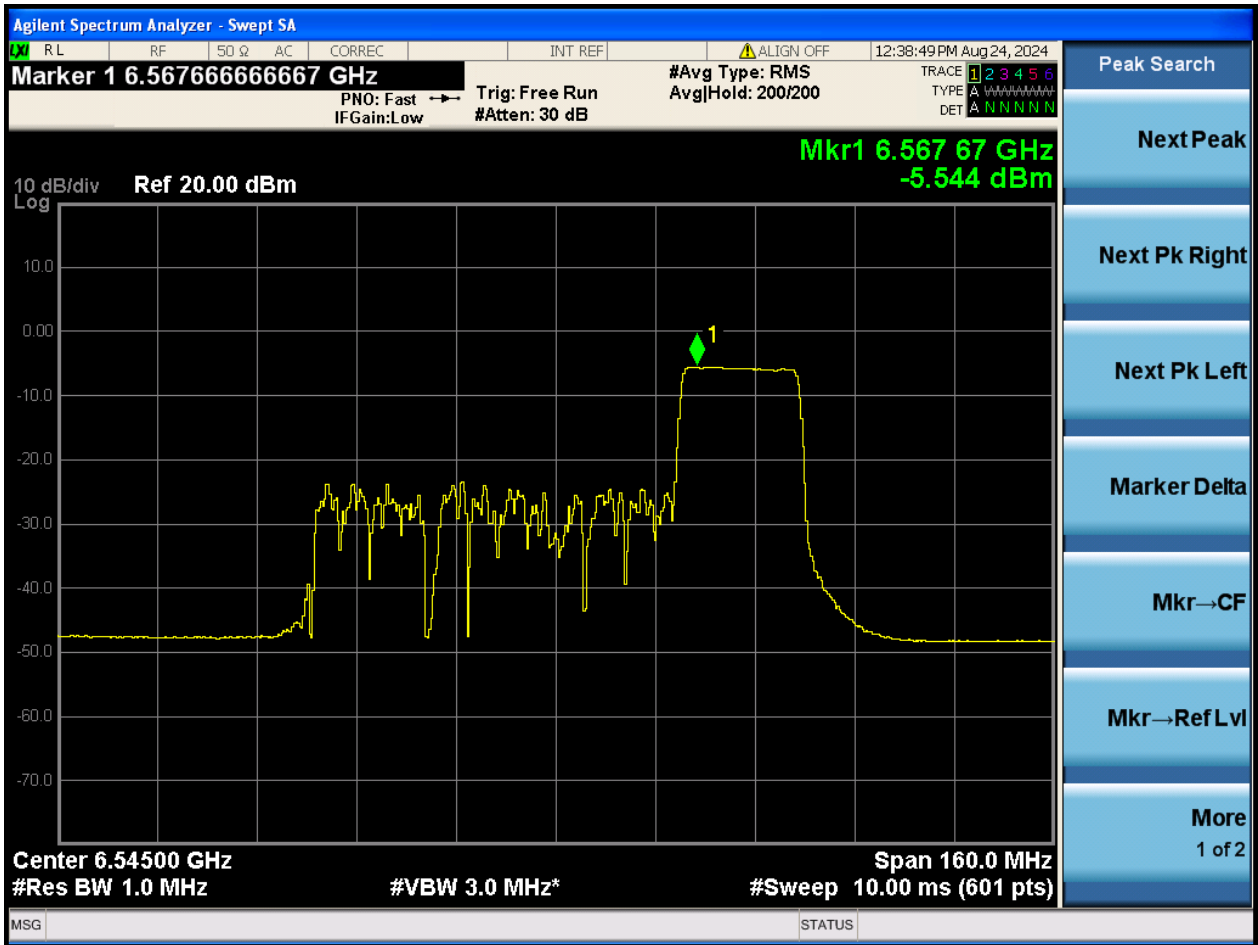 Agilent Spectrum Analyzer - Swept SA
LXI RL RF 50 Ω AC CORREC INT REF ALIGN OFF 12:38:49 PM Aug 24, 2024
Marker 1 6.567666666667 GHz
PNO: Fast
IFGain:Low
Trig: Free Run
#Atten: 30 dB
#Avg Type: RMS
Avg|Hold: 200/200
TRACE 1 2 3 4 5 6
TYPE A WWWWW
DET A N N N N N
Mkr1 6.567 67 GHz
-5.544 dBm
10 dB/div Ref 20.00 dBm
Log
10.0
0.00
-10.0
-20.0
-30.0
-40.0
-50.0
-60.0
-70.0
1
Center 6.54500 GHz Span 160.0 MHz
#Res BW 1.0 MHz #VBW 3.0 MHz* #Sweep 10.00 ms (601 pts)
MSG STATUS
Peak Search
Next Peak
Next Pk Right
Next Pk Left
Marker Delta
Mkr→CF
Mkr→Ref Lvl
More
1 of 2